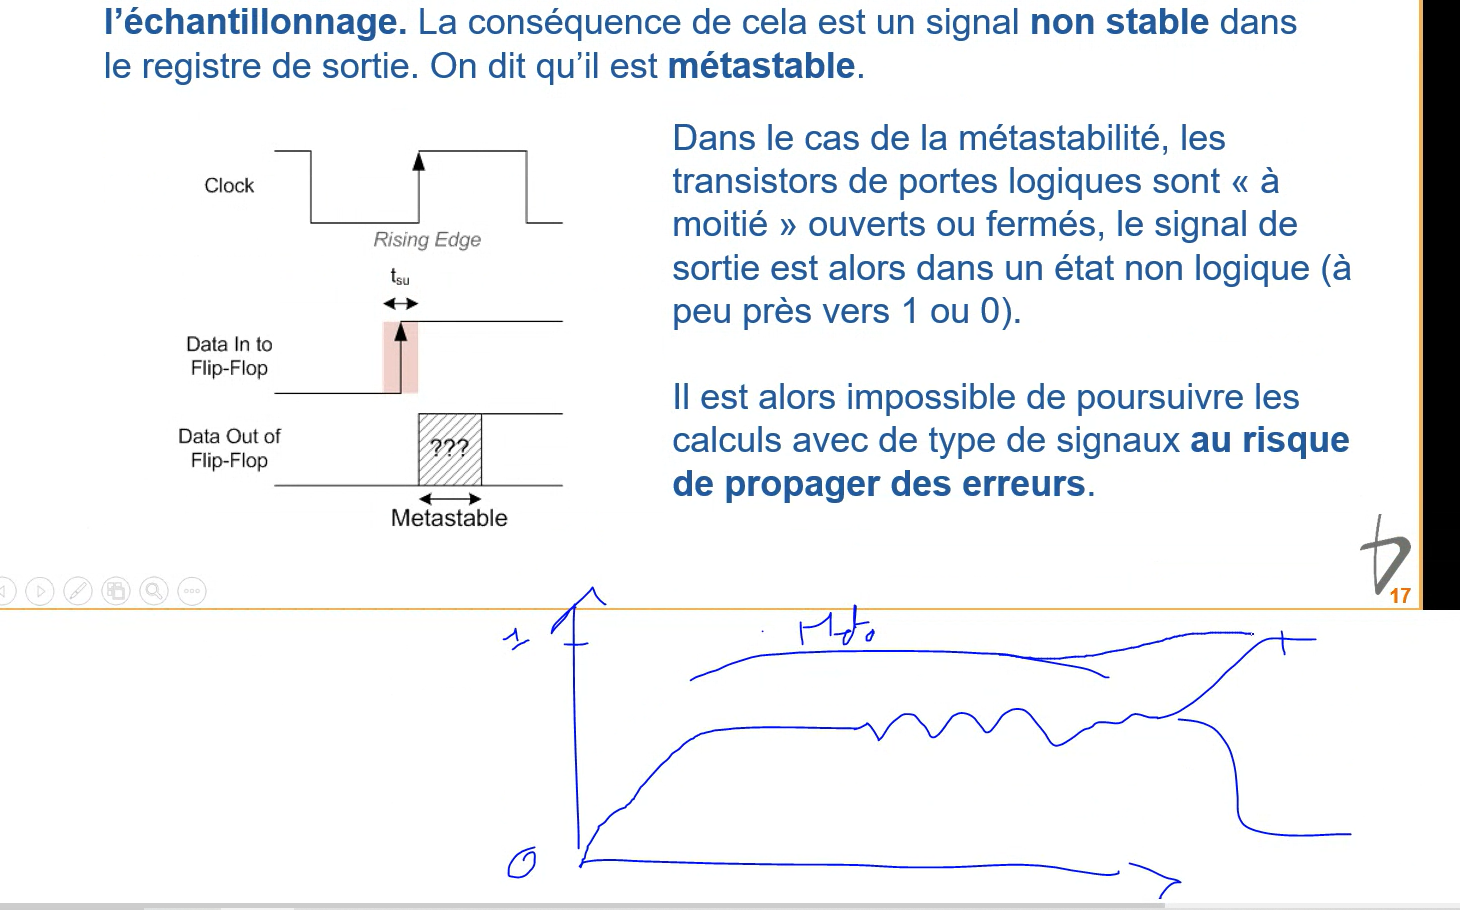 l’échantillonnage. La conséquence de cela est un signal non stable dans
le registre de sortie. On dit qu’il est métastable.
Clock
Rising Edge
tsu
Data In to
Flip-Flop
Data Out of
Flip-Flop
???
Metastable
Dans le cas de la métastabilité, les
transistors de portes logiques sont « à
moitié » ouverts ou fermés, le signal de
sortie est alors dans un état non logique (à
peu près vers 1 ou 0).
Il est alors impossible de poursuivre les
calculs avec de type de signaux au risque
de propager des erreurs.
17
1
0